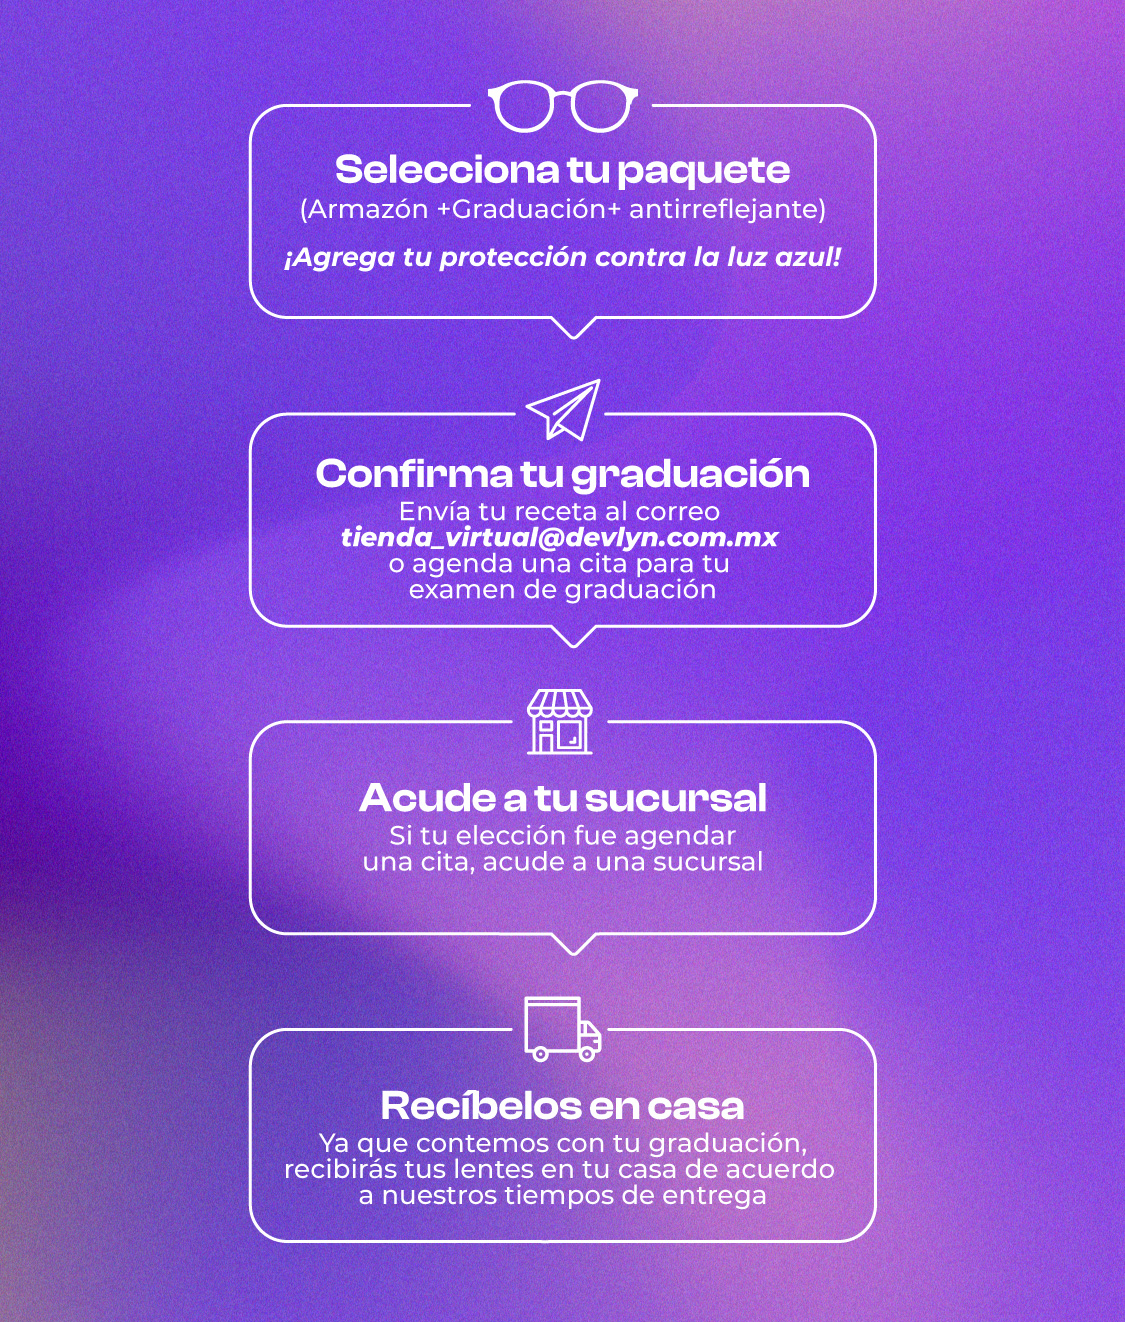 Selecciona tu paquete
(Armazón +Graduación+ antirreflejante)
¡Agrega tu protección contra la luz azul!
Confirma tu graduación
Envía tu receta al correo
tienda_virtual@devlyn.com.mx
o agenda una cita para tu
examen de graduación
Acude a tu sucursal
Si tu elección fue agendar
una cita, acude a una sucursal
Recíbelos en casa
Ya que contemos con tu graduación,
recibirás tus lentes en tu casa de acuerdo
a nuestros tiempos de entrega